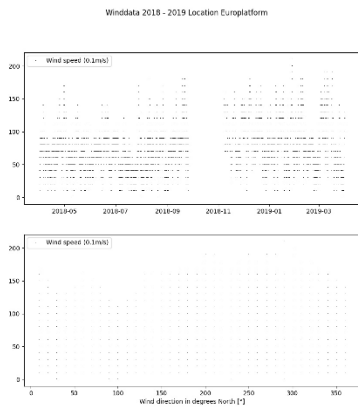 Winddata 2018 - 2019 Location Europlatform
Wind speed (0.1m/s)
200
150
100
50
0
2018-05 2018-07 2018-09 2018-11 2019-01 2019-03
Wind speed (0.1m/s)
200
150
100
50
0
0 50 100 150 200 250 300 350
Wind direction in degrees North [°]